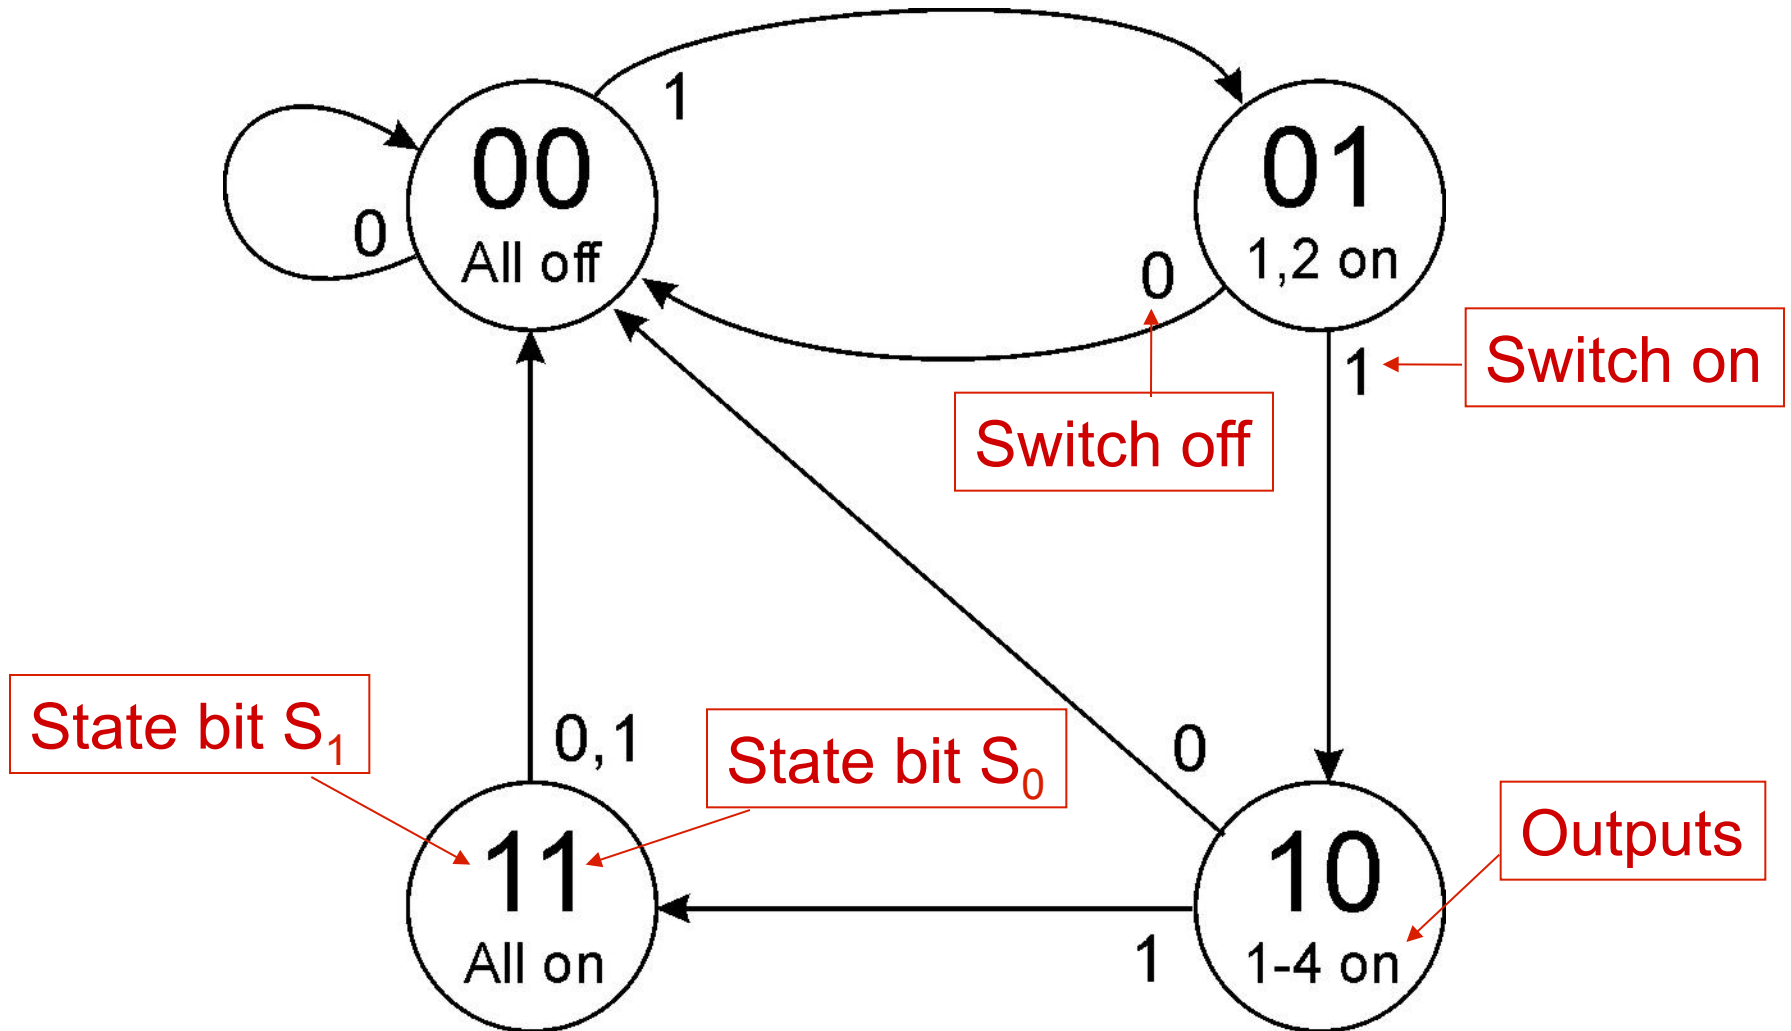 1
00
All off
0
01
1,2 on
0
1
Switch on
Switch off
State bit S₁
0,1
State bit S₀
0
Outputs
11
All on
10
1-4 on
1